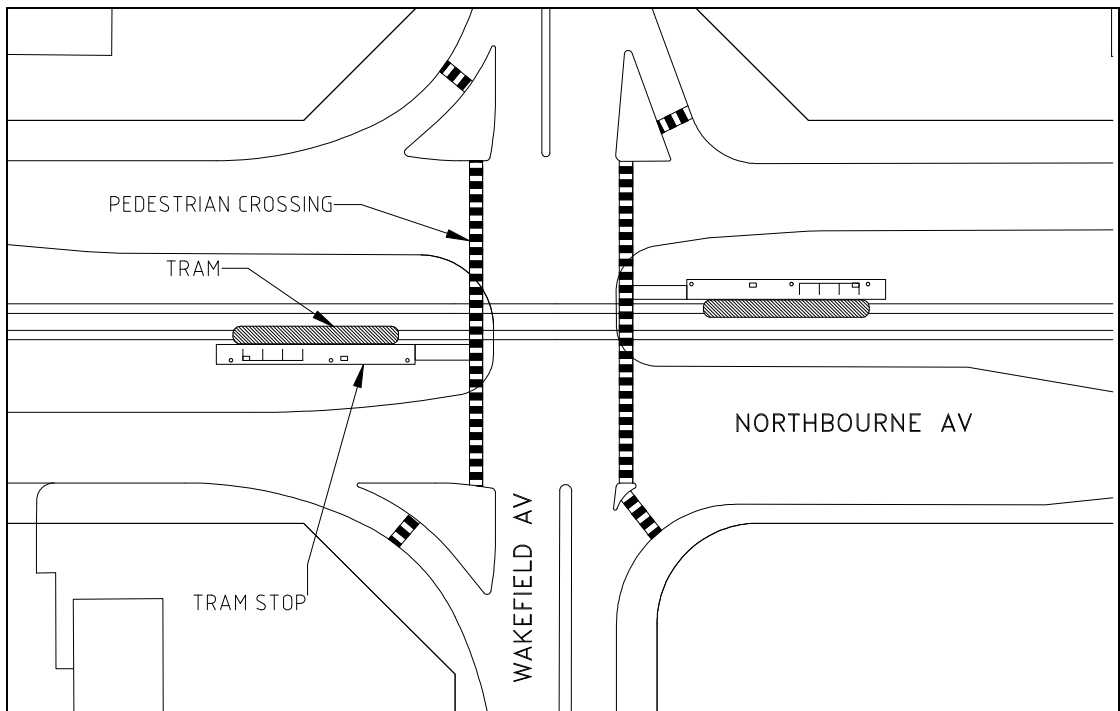 PEDESTRIAN CROSSING
TRAM
NORTHBOURNE AV
WAKEFIELD AV
TRAM STOP